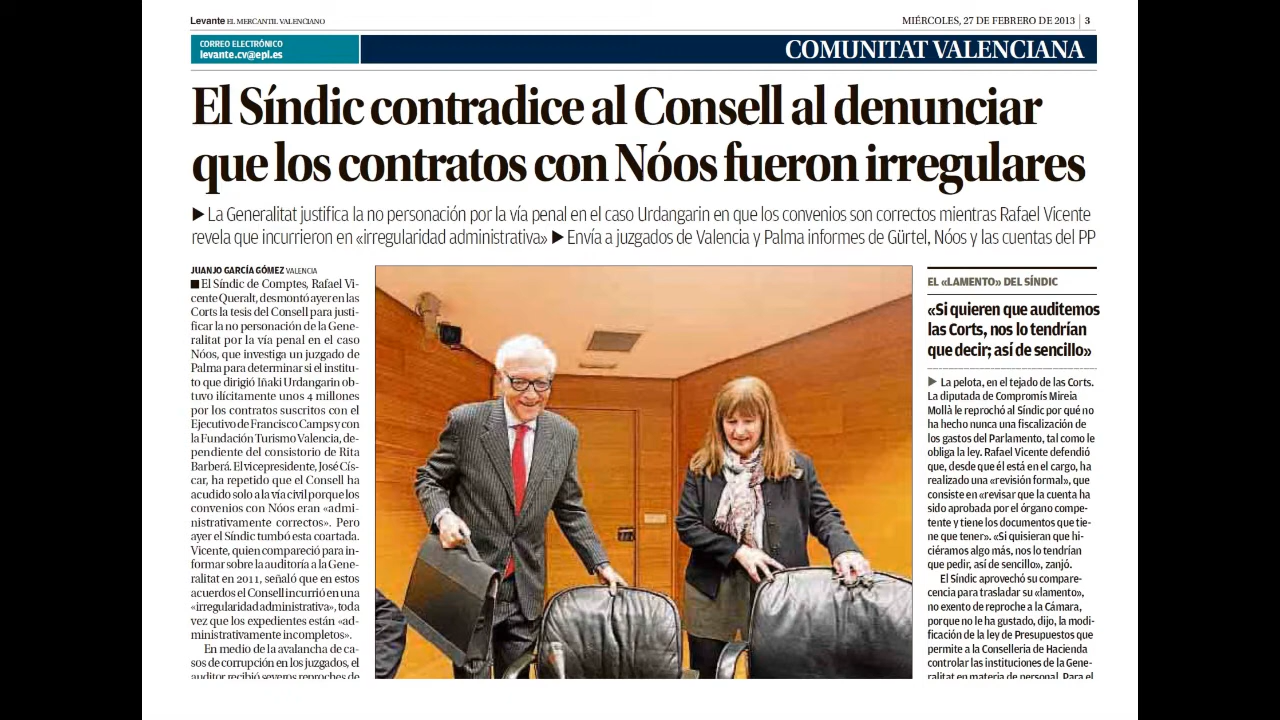 Levante EL MERCANTIL VALENCIANO
MIÉRCOLES, 27 DE FEBRERO DE 2013 | 3
CORREO ELECTRÓNICO
levante.cv@epi.es
COMUNITAT VALENCIANA
El Síndic contradice al Consell al denunciar
que los contratos con Nóos fueron irregulares
▶ La Generalitat justifica la no personación por la vía penal en el caso Urdangarin en que los convenios son correctos mientras Rafael Vicente
revela que incurrieron en «irregularidad administrativa» ▶ Envía a juzgados de Valencia y Palma informes de Gürtel, Nóos y las cuentas del PP
JUANJO GARCÍA GÓMEZ VALENCIA
■ El Síndic de Comptes, Rafael Vi-
cente Queralt, desmontó ayer en las
Corts la tesis del Consell para justi-
ficar la no personación de la Gene-
ralitat por la vía penal en el caso
Nóos, que investiga un juzgado de
Palma para determinar si el institu-
to que dirigió Iñaki Urdangarin ob-
tuvo ilícitamente unos 4 millones
por los contratos suscritos con el
Ejecutivo de Francisco Camps y con
la Fundación Turismo Valencia, de-
pendiente del consistorio de Rita
Barberá. El vicepresidente, José Cís-
car, ha repetido que el Consell ha
acudido solo a la vía civil porque los
convenios con Nóos eran «admi-
nistrativamente correctos». Pero
ayer el Síndic tumbó esta coartada.
Vicente, quien compareció para in-
formar sobre la auditoría a la Gene-
ralitat en 2011, señaló que en estos
acuerdos el Consell incurrió en una
«irregularidad administrativa», toda
vez que los expedientes están «ad-
ministrativamente incompletos».
En medio de la avalancha de ca-
sos de corrupción en los juzgados, el
auditor recibió severos reproches de
EL «LAMENTO» DEL SÍNDIC
«Si quieren que auditemos
las Corts, nos lo tendrían
que decir; así de sencillo»
▶ La pelota, en el tejado de las Corts.
La diputada de Compromís Mireia
Mollà le reprochó al Síndic por qué no
ha hecho nunca una fiscalización de
los gastos del Parlamento, tal como le
obliga la ley. Rafael Vicente defendió
que, desde que él está en el cargo, ha
realizado una «revisión formal», que
consiste en «revisar que la cuenta ha
sido aprobada por el órgano compe-
tente y tiene los documentos que tie-
ne que tener». «Si quisieran que hi-
ciéramos algo más, nos lo tendrían
que pedir, así de sencillo», zanjó.
El Síndic aprovechó su compare-
cencia para trasladar su «lamento»,
no exento de reproche a la Cámara,
porque no le ha gustado, dijo, la modi-
ficación de la ley de Presupuestos que
permite a la Conselleria de Hacienda
controlar las instituciones de la Gene-
ralitat en materia de personal. Para el